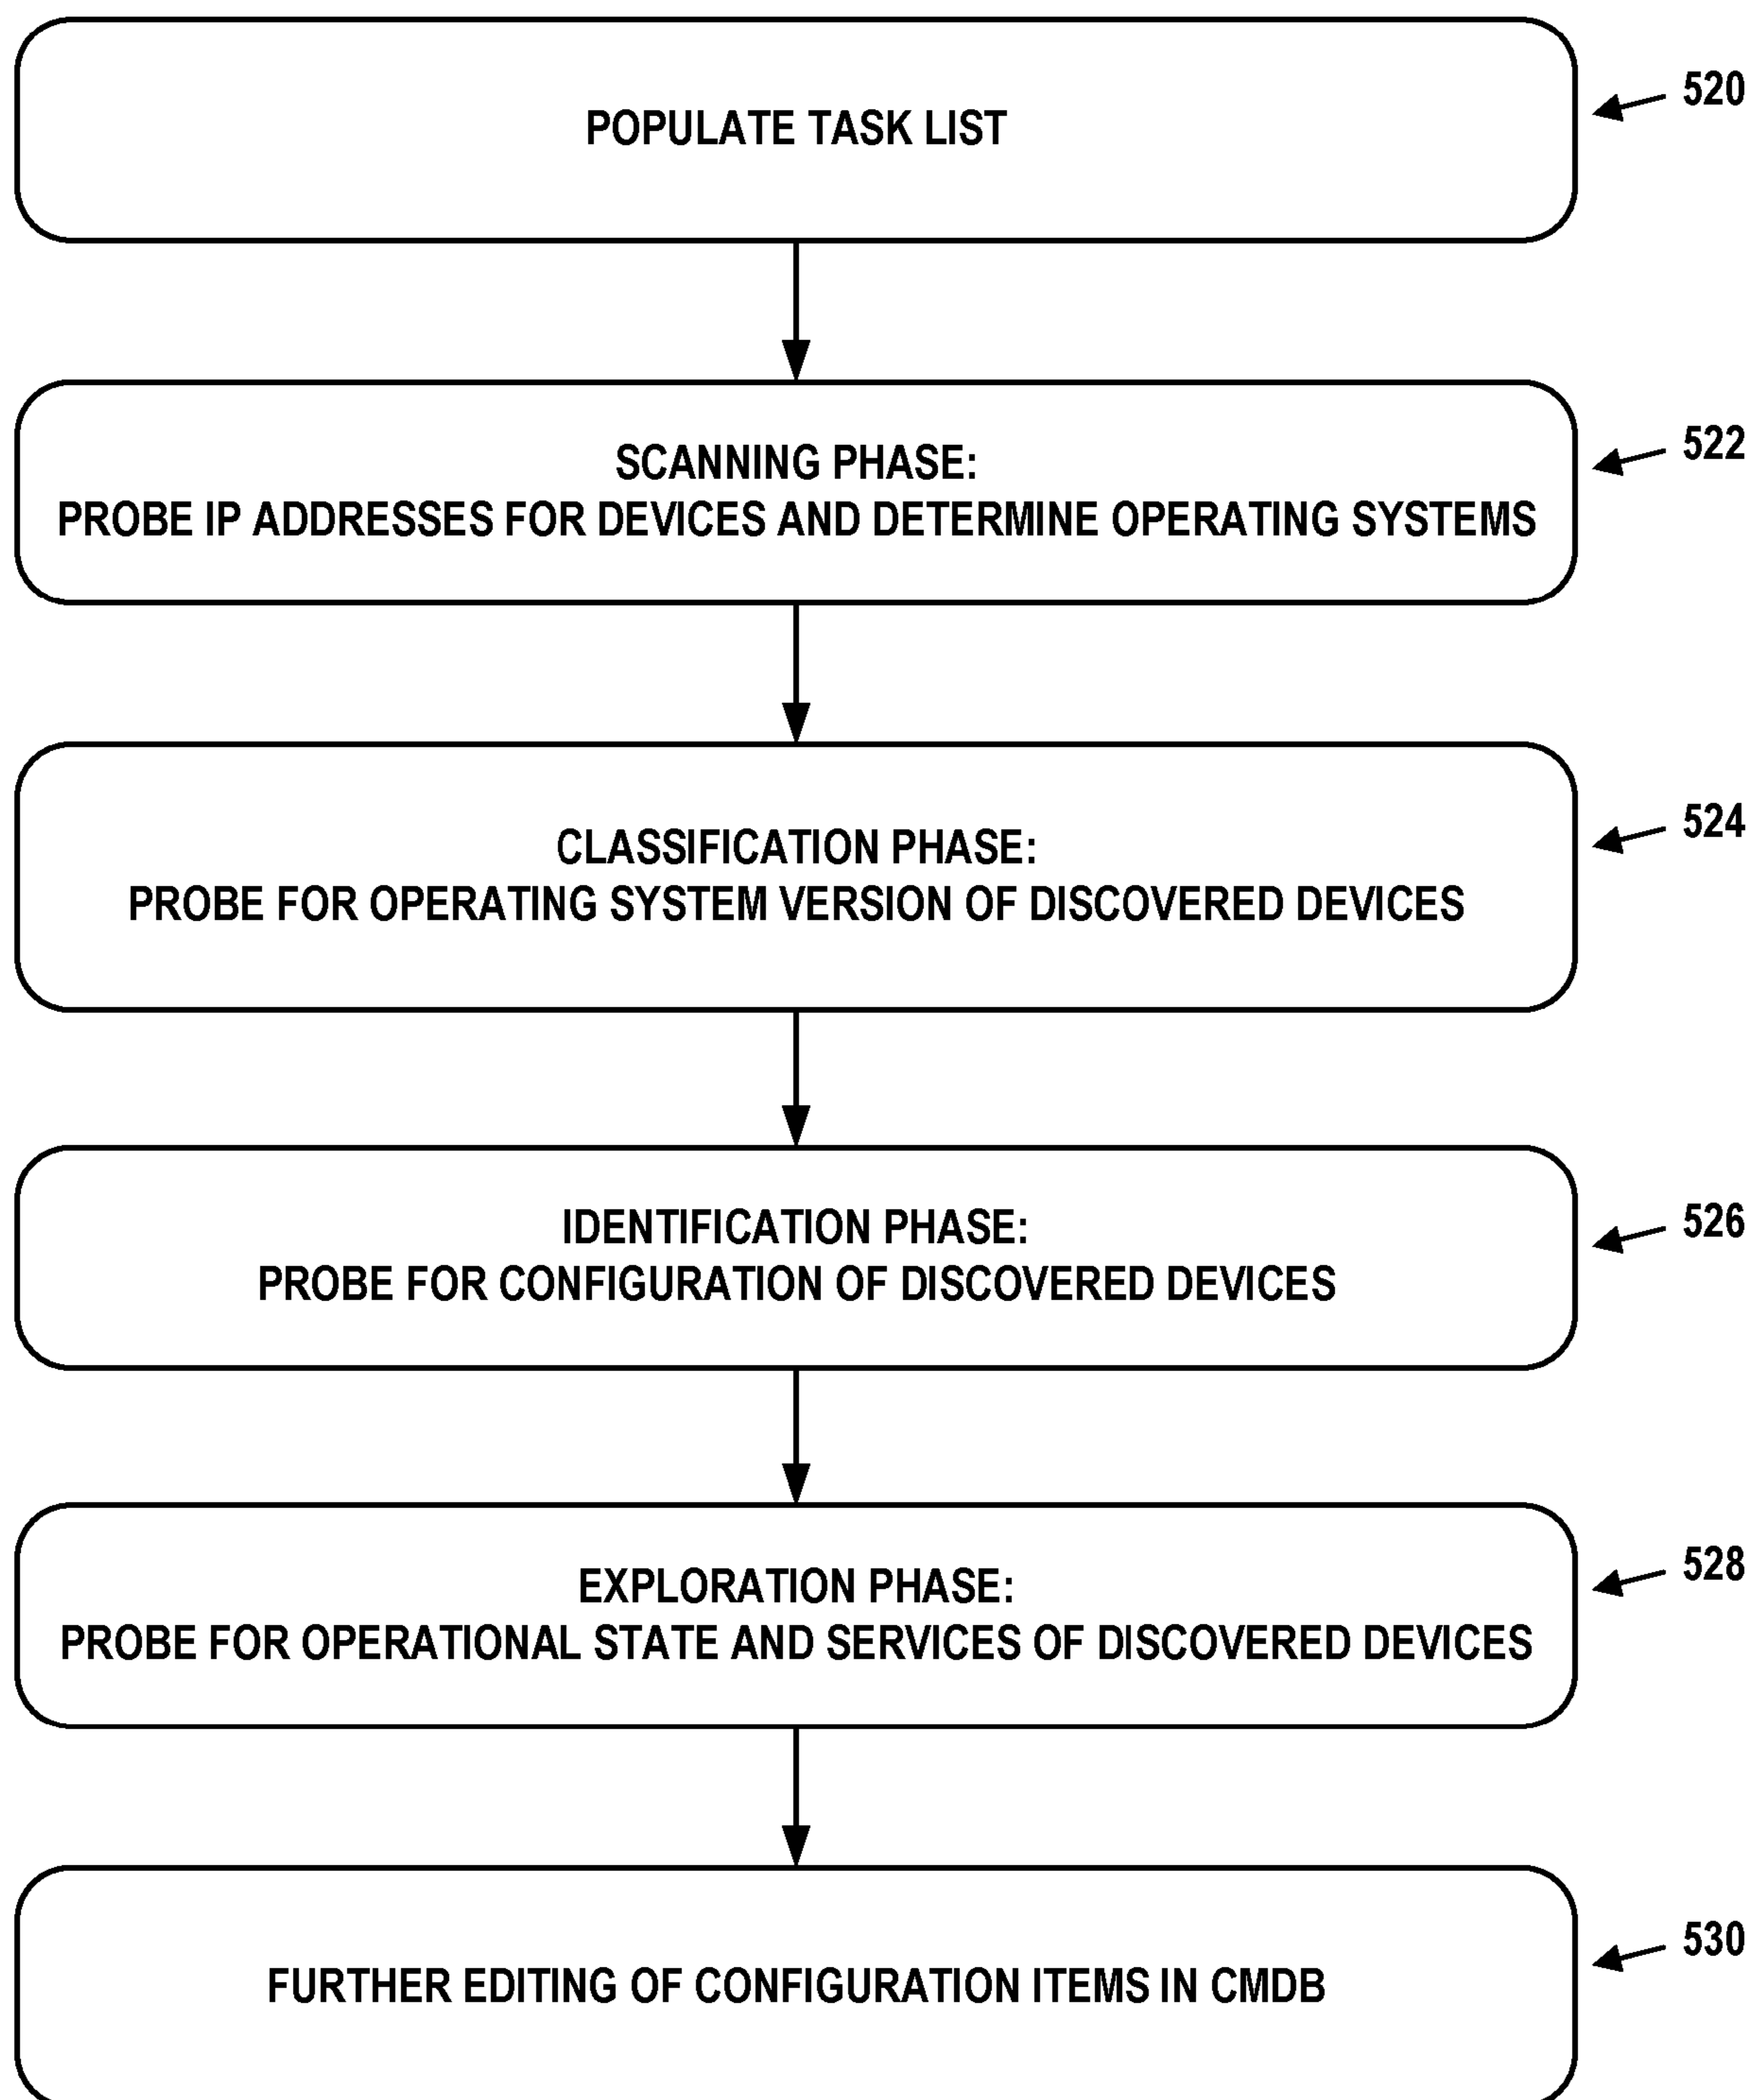 POPULATE TASK LIST
520
SCANNING PHASE:
PROBE IP ADDRESSES FOR DEVICES AND DETERMINE OPERATING SYSTEMS
522
CLASSIFICATION PHASE:
PROBE FOR OPERATING SYSTEM VERSION OF DISCOVERED DEVICES
524
IDENTIFICATION PHASE:
PROBE FOR CONFIGURATION OF DISCOVERED DEVICES
526
EXPLORATION PHASE:
PROBE FOR OPERATIONAL STATE AND SERVICES OF DISCOVERED DEVICES
528
FURTHER EDITING OF CONFIGURATION ITEMS IN CMDB
530